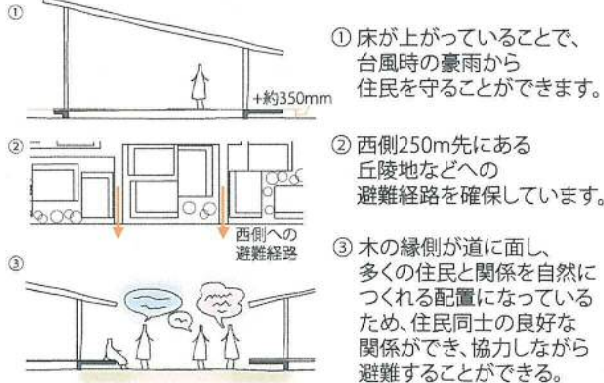 ①
+約350mm
① 床が上がっていることで、
台風時の豪雨から
住民を守ることができます。
②
西側への
避難経路
② 西側250m先にある
丘陵地などへの
避難経路を確保しています。
③
③ 木の縁側が道に面し、
多くの住民と関係を自然に
つくれる配置になっている
ため、住民同士の良好な
関係ができ、協力しながら
避難することができる。